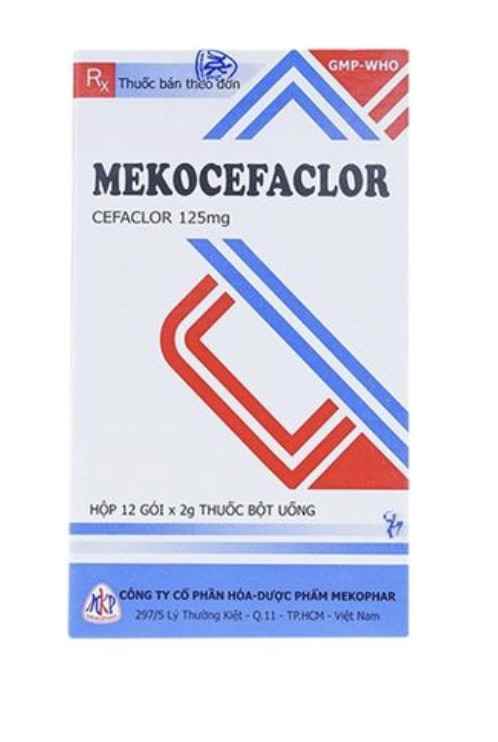 Rx Thuốc bán theo đơn
GMP-WHO
MEKOCEFACLOR
CEFACLOR 125mg
HỘP 12 GÓI x 2g THUỐC BỘT UỐNG
MKP
CÔNG TY CỔ PHẦN HÓA-DƯỢC PHẨM MEKOPHAR
297/5 Lý Thường Kiệt - Q.11 - TP.HCM - Việt Nam